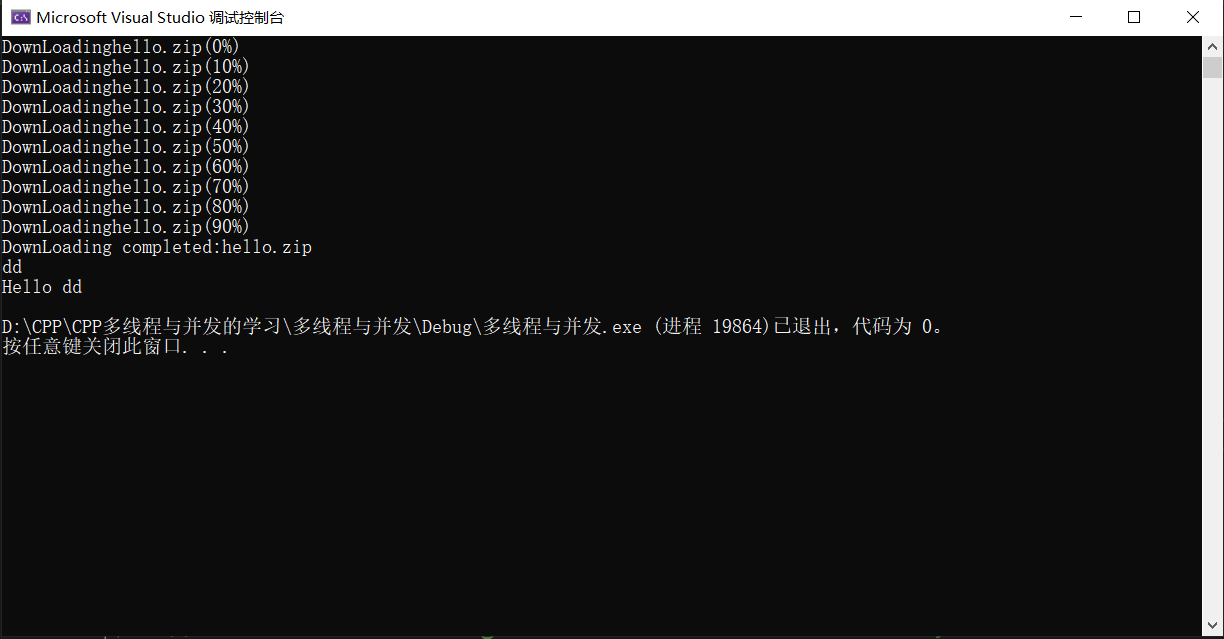 Microsoft Visual Studio 调试控制台
DownLoadinghello.zip(0%)
DownLoadinghello.zip(10%)
DownLoadinghello.zip(20%)
DownLoadinghello.zip(30%)
DownLoadinghello.zip(40%)
DownLoadinghello.zip(50%)
DownLoadinghello.zip(60%)
DownLoadinghello.zip(70%)
DownLoadinghello.zip(80%)
DownLoadinghello.zip(90%)
DownLoading completed:hello.zip
dd
Hello dd
D:\CPP\CPP多线程与并发的学习\多线程与并发\Debug\多线程与并发.exe (进程 19864)已退出，代码为 0。
按任意键关闭此窗口. . .